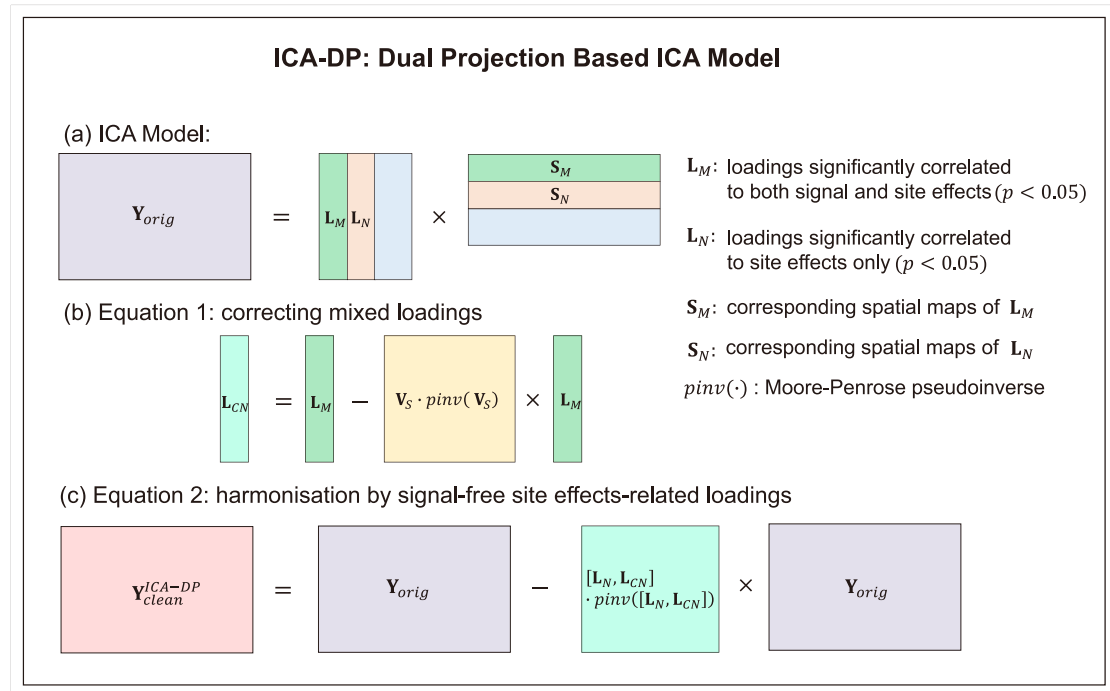 ICA-DP: Dual Projection Based ICA Model
(a) ICA Model:
Y_orig = L_M L_N × S_M
S_N
L_M: loadings significantly correlated
to both signal and site effects (p < 0.05)
L_N: loadings significantly correlated
to site effects only (p < 0.05)
S_M: corresponding spatial maps of L_M
S_N: corresponding spatial maps of L_N
pinv(·) : Moore-Penrose pseudoinverse
(b) Equation 1: correcting mixed loadings
L_CN = L_M − V_S · pinv( V_S) × L_M
(c) Equation 2: harmonisation by signal-free site effects-related loadings
Y_clean^ICA−DP = Y_orig − [L_N, L_CN]
· pinv([L_N, L_CN]) × Y_orig